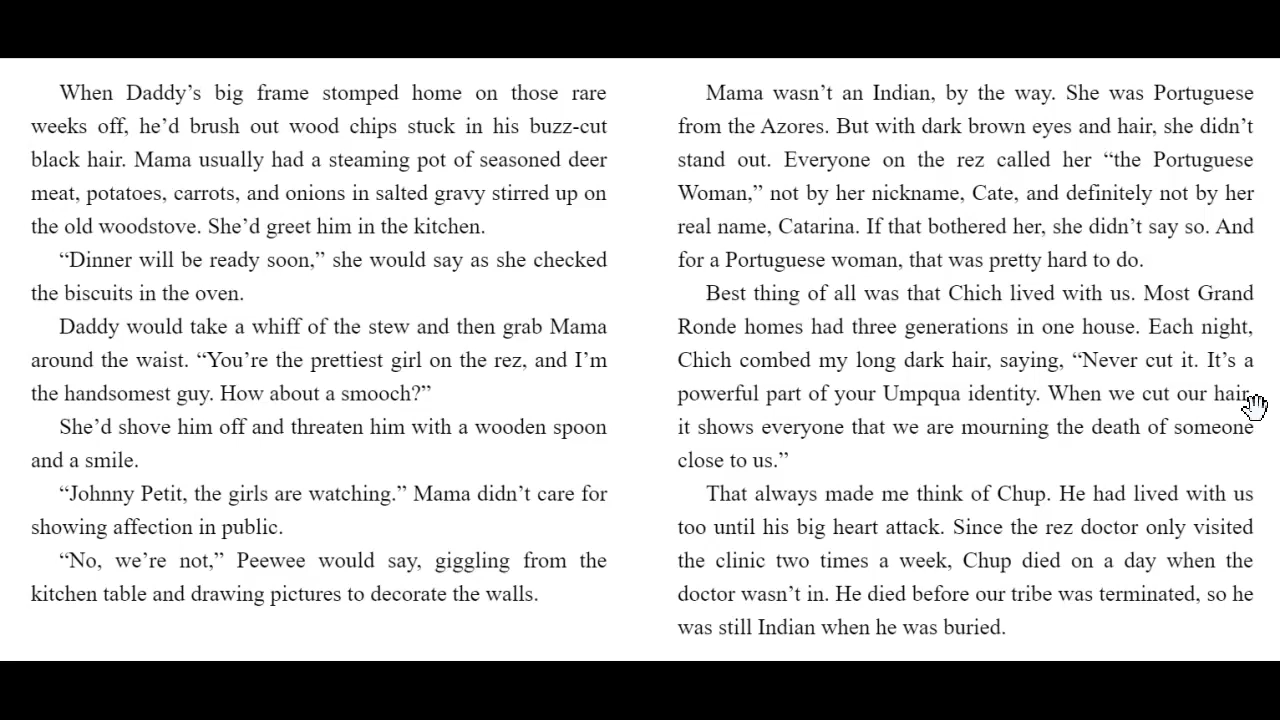 When Daddy’s big frame stomped home on those rare
weeks off, he’d brush out wood chips stuck in his buzz-cut
black hair. Mama usually had a steaming pot of seasoned deer
meat, potatoes, carrots, and onions in salted gravy stirred up on
the old woodstove. She’d greet him in the kitchen.
“Dinner will be ready soon,” she would say as she checked
the biscuits in the oven.
Daddy would take a whiff of the stew and then grab Mama
around the waist. “You’re the prettiest girl on the rez, and I’m
the handsomest guy. How about a smooch?”
She’d shove him off and threaten him with a wooden spoon
and a smile.
“Johnny Petit, the girls are watching.” Mama didn’t care for
showing affection in public.
“No, we’re not,” Peewee would say, giggling from the
kitchen table and drawing pictures to decorate the walls.
Mama wasn’t an Indian, by the way. She was Portuguese
from the Azores. But with dark brown eyes and hair, she didn’t
stand out. Everyone on the rez called her “the Portuguese
Woman,” not by her nickname, Cate, and definitely not by her
real name, Catarina. If that bothered her, she didn’t say so. And
for a Portuguese woman, that was pretty hard to do.
Best thing of all was that Chich lived with us. Most Grand
Ronde homes had three generations in one house. Each night,
Chich combed my long dark hair, saying, “Never cut it. It’s a
powerful part of your Umpqua identity. When we cut our hair,
it shows everyone that we are mourning the death of someone
close to us.”
That always made me think of Chup. He had lived with us
too until his big heart attack. Since the rez doctor only visited
the clinic two times a week, Chup died on a day when the
doctor wasn’t in. He died before our tribe was terminated, so he
was still Indian when he was buried.